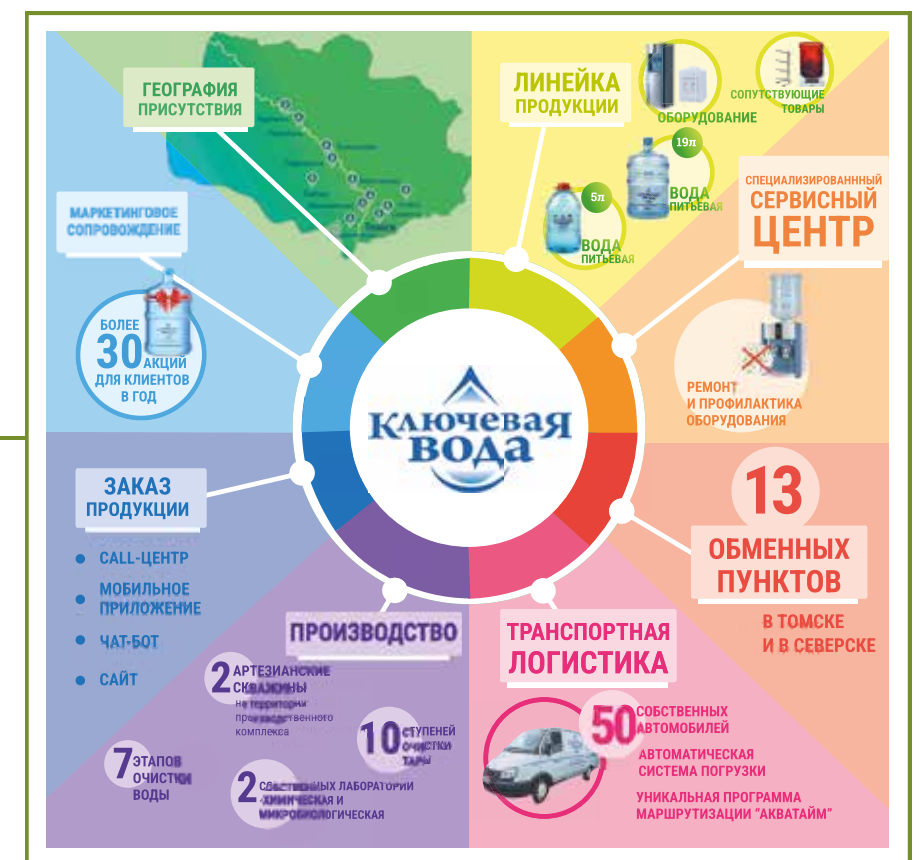 ГЕОГРАФИЯ
ПРИСУТСТВИЯ
ЛИНЕЙКА
ПРОДУКЦИИ
ОБОРУДОВАНИЕ
СОПУТСТВУЮЩИЕ
ТОВАРЫ
19л
ВОДА
ПИТЬЕВАЯ
5л
ВОДА
ПИТЬЕВАЯ
СПЕЦИАЛИЗИРОВАНННЫЙ
СЕРВИСНЫЙ
ЦЕНТР
РЕМОНТ
И ПРОФИЛАКТИКА
ОБОРУДОВАНИЯ
МАРКЕТИНГОВОЕ
СОПРОВОЖДЕНИЕ
БОЛЕЕ
30 АКЦИЙ
ДЛЯ КЛИЕНТОВ
В ГОД
КЛЮЧЕВАЯ
ВОДА
ЗАКАЗ
ПРОДУКЦИИ
CALL-ЦЕНТР
МОБИЛЬНОЕ
ПРИЛОЖЕНИЕ
ЧАТ-БОТ
САЙТ
13
ОБМЕННЫХ
ПУНКТОВ
В ТОМСКЕ
И В СЕВЕРСКЕ
ПРОИЗВОДСТВО
2 АРТЕЗИАНСКИЕ
СКВАЖИНЫ
на территории
производственного
комплекса
10 СТУПЕНЕЙ
ОЧИСТКИ
ТАРЫ
7 ЭТАПОВ
ОЧИСТКИ
ВОДЫ
2 СОБСТВЕННЫХ ЛАБОРАТОРИИ
-ХИМИЧЕСКАЯ И
МИКРОБИОЛОГИЧЕСКАЯ
ТРАНСПОРТНАЯ
ЛОГИСТИКА
50 СОБСТВЕННЫХ
АВТОМОБИЛЕЙ
АВТОМАТИЧЕСКАЯ
СИСТЕМА ПОГРУЗКИ
УНИКАЛЬНАЯ ПРОГРАММА
МАРШРУТИЗАЦИИ "АКВАТАЙМ"